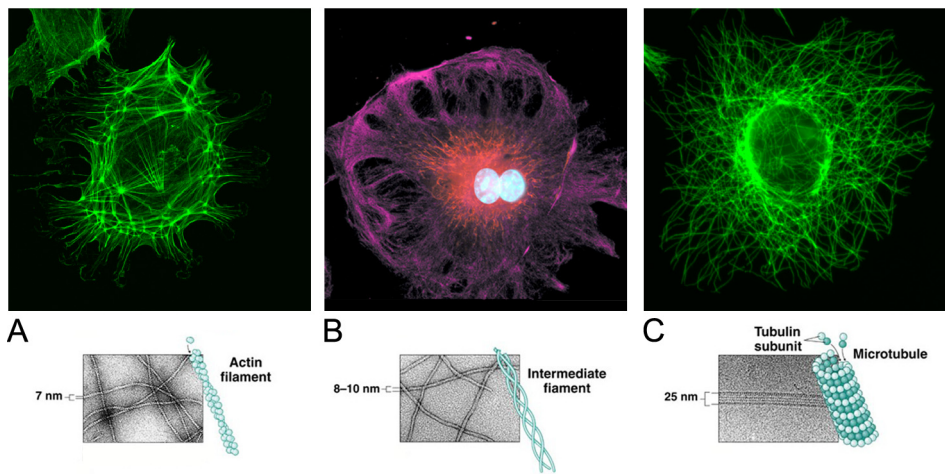 A
Actin
filament
7 nm
B
Intermediate
filament
8–10 nm
C
Tubulin
subunit
Microtubule
25 nm